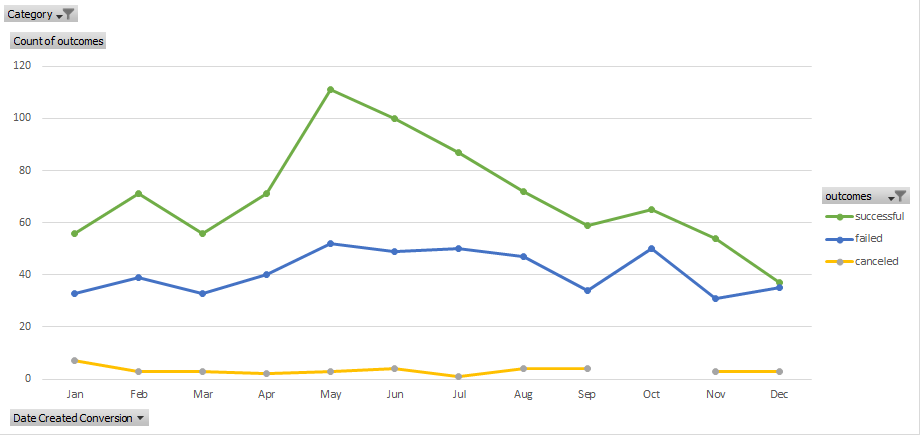 Category
Count of outcomes
120
100
80
60
40
20
0
Jan Feb Mar Apr May Jun Jul Aug Sep Oct Nov Dec
outcomes
successful
failed
canceled
Date Created Conversion